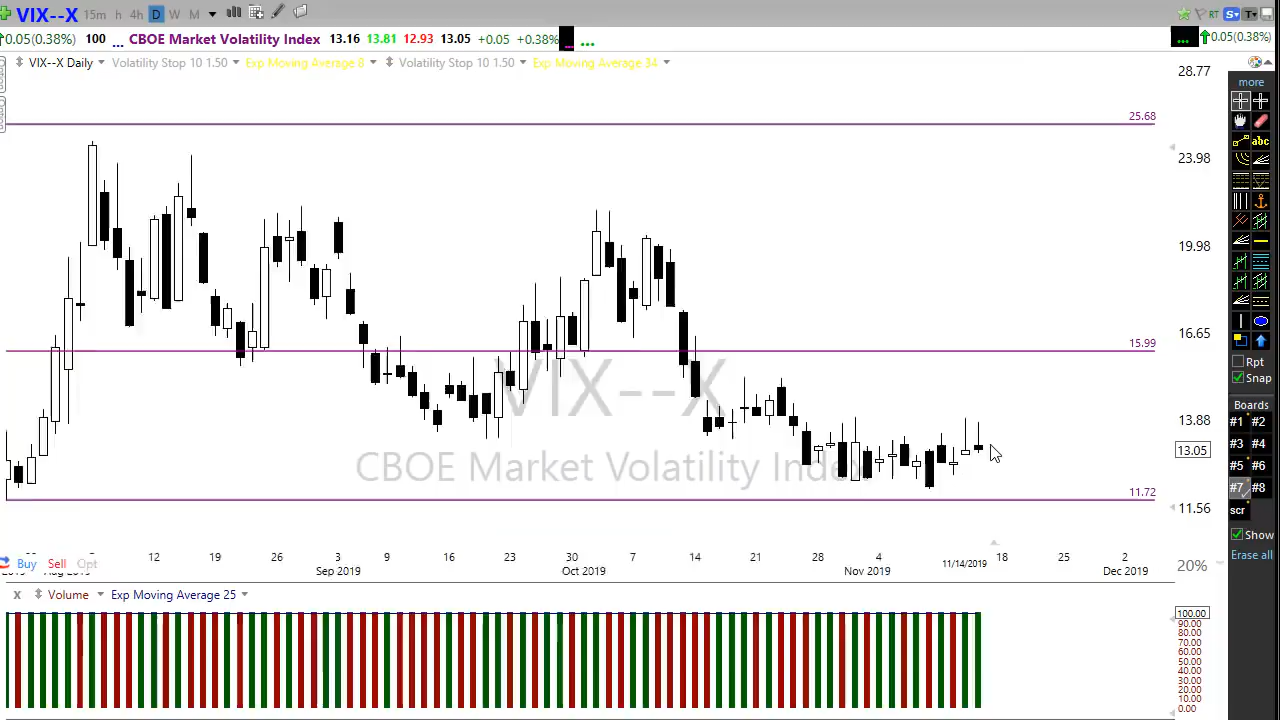 VIX--X 15m h 4h D W M RT S T
0.05(0.38%) 100 ... CBOE Market Volatility Index 13.16 13.81 12.93 13.05 +0.05 +0.38% ... ... ... 0.05(0.38%)
VIX--X Daily Volatility Stop 10 1.50 Exp Moving Average 8 Volatility Stop 10 1.50 Exp Moving Average 34
28.77
more
25.68
abc
23.98
19.98
16.65
15.99
Rpt
Snap
VIX--X
Boards
13.88
#1 #2
#3 #4
13.05
CBOE Market Volatility Index
#5 #6
#7 #8
11.72
11.56
scr
Show
Erase all
12 19 26 3 9 16 23 30 7 14 21 28 4 18 25 2
Buy Sell Opt
20%
Sep 2019 Oct 2019 Nov 2019 11/14/2019 Dec 2019
X Volume Exp Moving Average 25
100.00
90.00
80.00
70.00
60.00
50.00
40.00
30.00
20.00
10.00
0.00